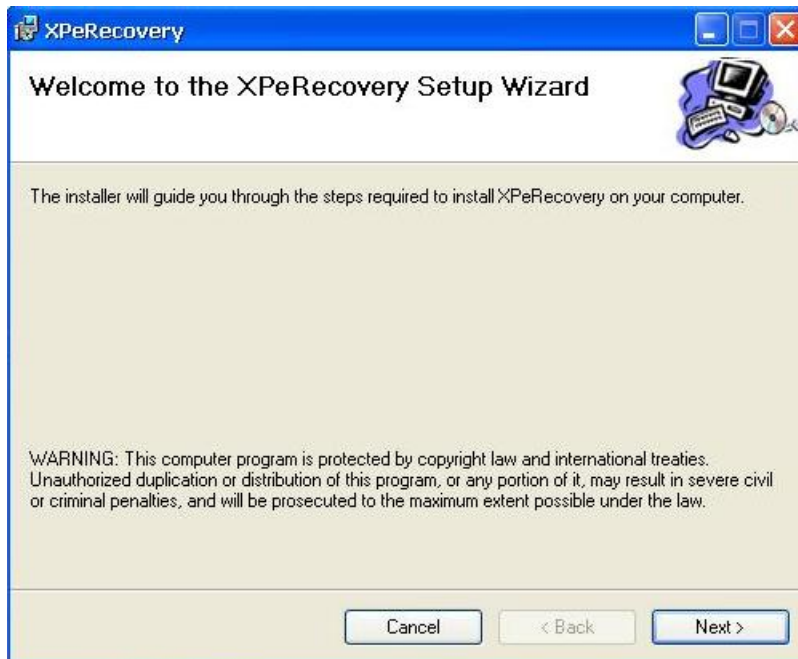 XPeRecovery
Welcome to the XPeRecovery Setup Wizard
The installer will guide you through the steps required to install XPeRecovery on your computer.
WARNING: This computer program is protected by copyright law and international treaties.
Unauthorized duplication or distribution of this program, or any portion of it, may result in severe civil
or criminal penalties, and will be prosecuted to the maximum extent possible under the law.
Cancel
< Back
Next >